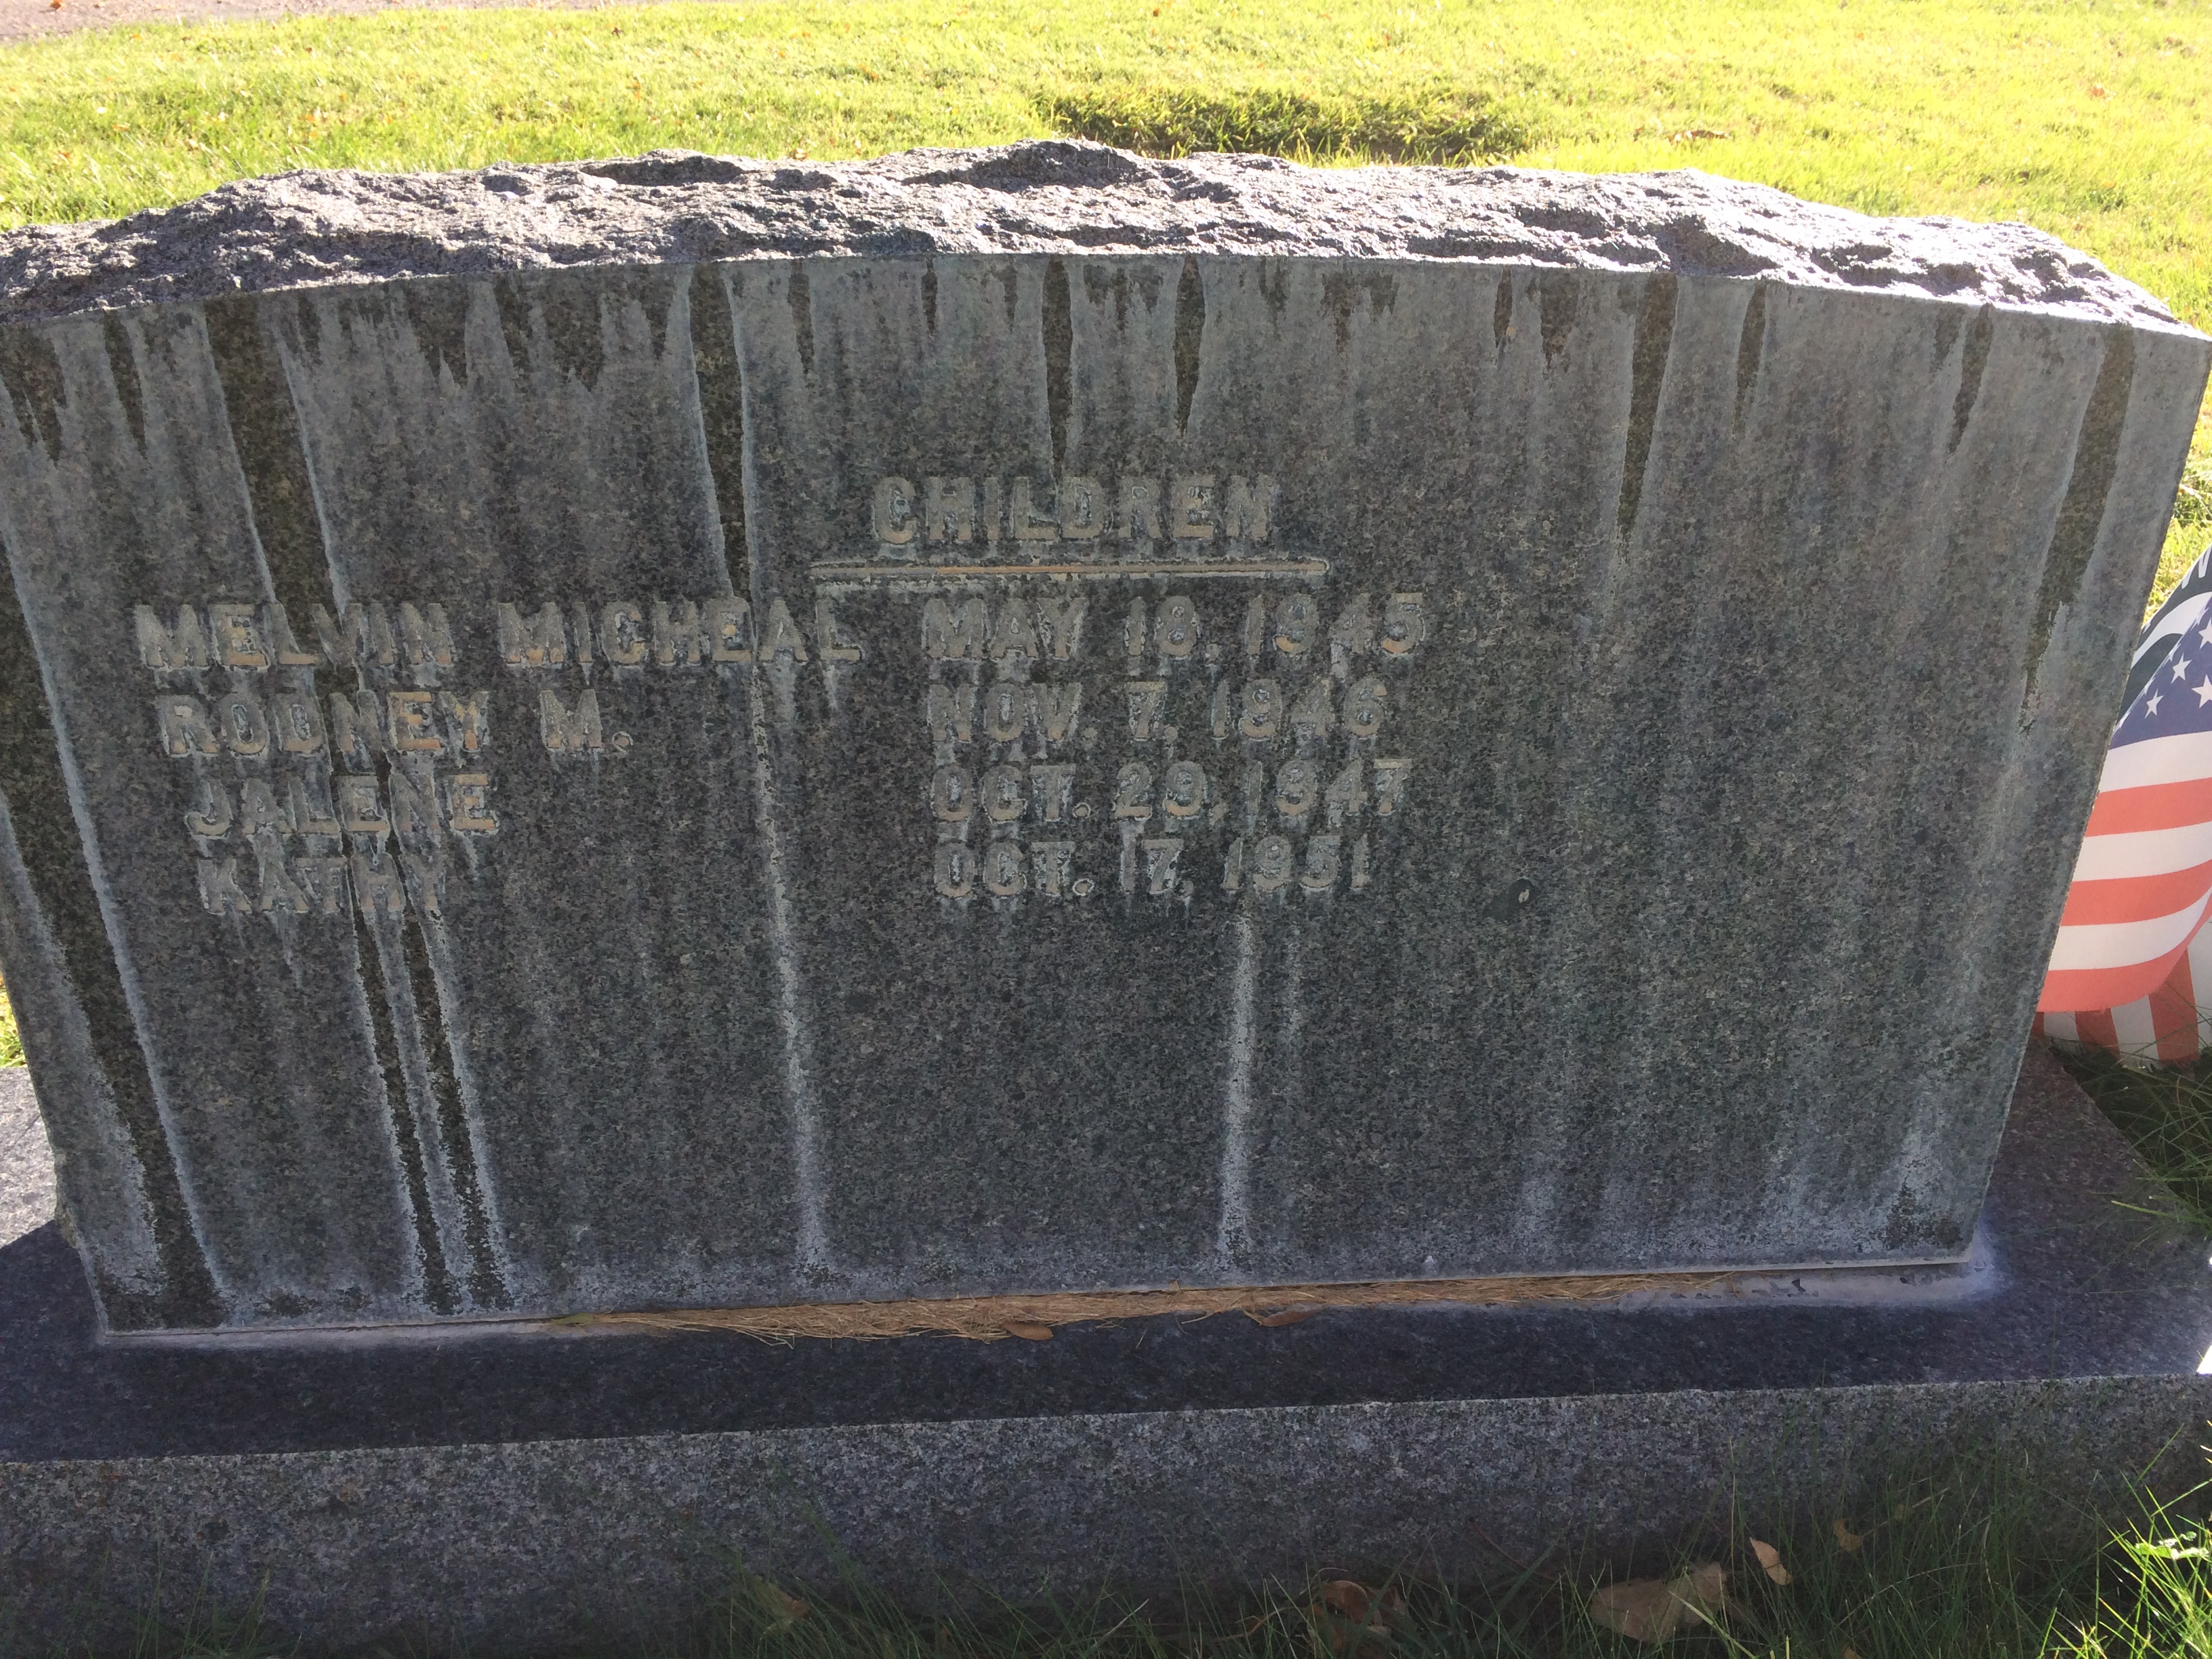 CHILDREN
MELVIN MICHEAL MAY 18, 1945
RODNEY M. NOV. 7, 1946
JALENE OCT. 29, 1947
KATHY OCT. 17, 1951